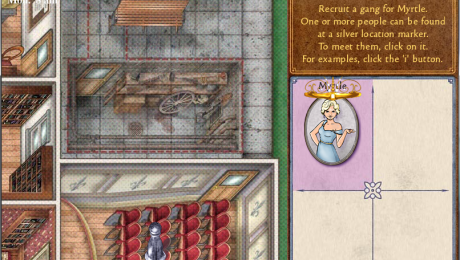 Recruit a gang for Myrtle.
One or more people can be found
at a silver location marker.
To meet them, click on it.
For examples, click the 'i' button.
Myrtle